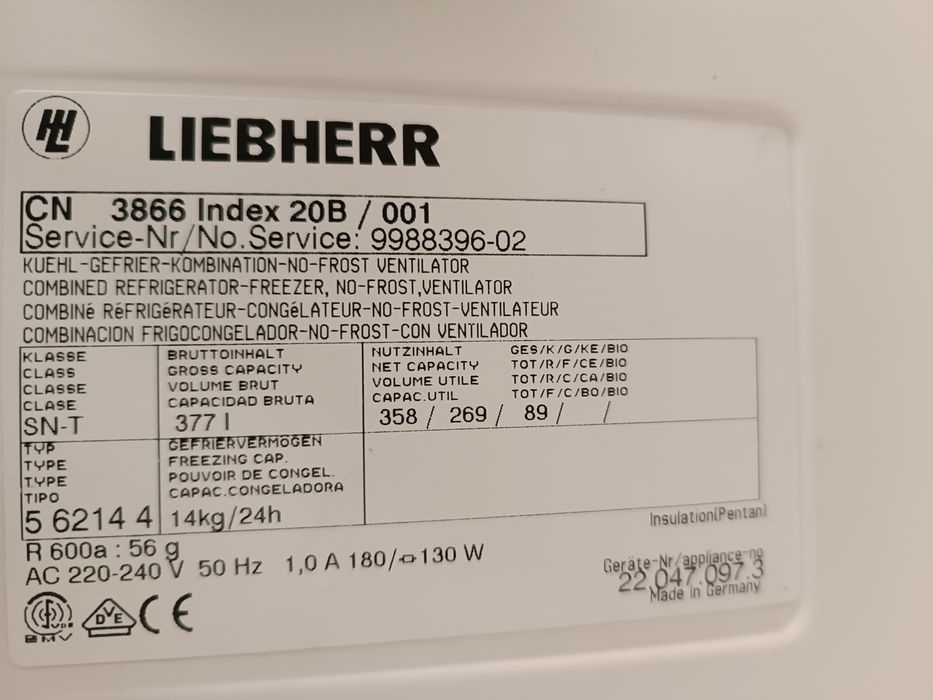 LIEBHERR
CN 3866 Index 20B / 001
Service-Nr/No.Service: 9988396-02
KUEHL-GEFRIER-KOMBINATION-NO-FROST VENTILATOR
COMBINED REFRIGERATOR-FREEZER, NO-FROST,VENTILATOR
COMBINé RéFRIGéRATEUR-CONGéLATEUR-NO-FROST-VENTILATEUR
COMBINACION FRIGOCONGELADOR-NO-FROST-CON VENTILADOR
KLASSE
CLASS
CLASSE
CLASE
SN-T
BRUTTOINHALT
GROSS CAPACITY
VOLUME BRUT
CAPACIDAD BRUTA
377 l
NUTZINHALT GES/K/G/KE/BIO
NET CAPACITY TOT/R/F/CE/BIO
VOLUME UTILE TOT/R/C/CA/BIO
CAPAC.UTIL TOT/F/C/BO/BIO
358 / 269 / 89 / /
TYP
TYPE
TYPE
TIPO
5 6214 4
GEFRIERVERMÖGEN
FREEZING CAP.
POUVOIR DE CONGEL.
CAPAC.CONGELADORA
14kg/24h
Insulation(Pentan)
R 600a : 56 g
AC 220-240 V 50 Hz 1,0 A 180/ 130 W
Geräte-Nr/appliance-no
22.047.097.3
Made in Germany
VDE
EMV
DVE
CE